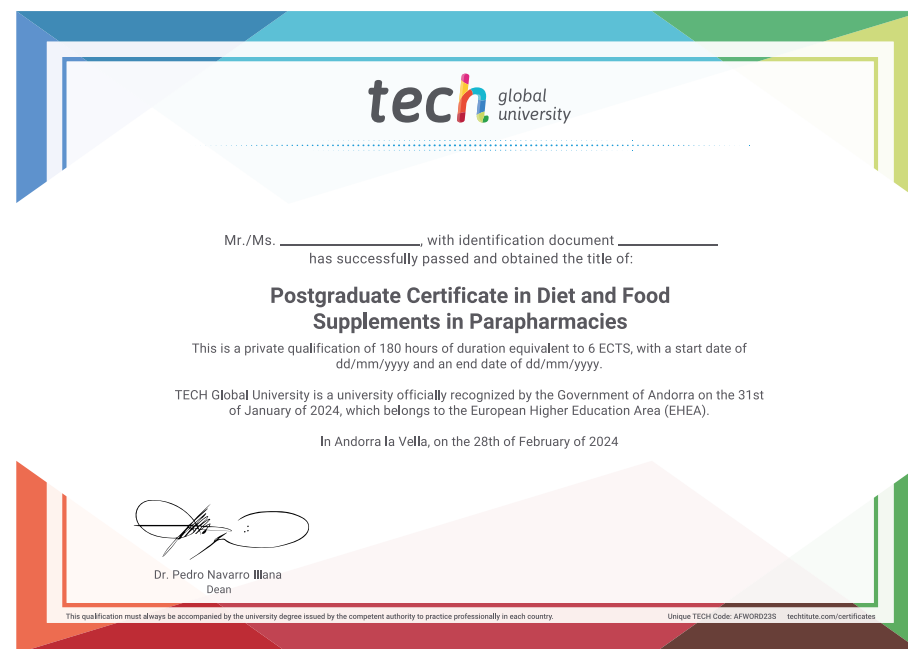 tech global university
Mr./Ms. ____________, with identification document ____________
has successfully passed and obtained the title of:
Postgraduate Certificate in Diet and Food
Supplements in Parapharmacies
This is a private qualification of 180 hours of duration equivalent to 6 ECTS, with a start date of
dd/mm/yyyy and an end date of dd/mm/yyyy.
TECH Global University is a university officially recognized by the Government of Andorra on the 31st
of January of 2024, which belongs to the European Higher Education Area (EHEA).
In Andorra la Vella, on the 28th of February of 2024
Dr. Pedro Navarro Illana
Dean
This qualification must always be accompanied by the university degree issued by the competent authority to practice professionally in each country.
Unique TECH Code: AFWORD23S techtitute.com/certificates